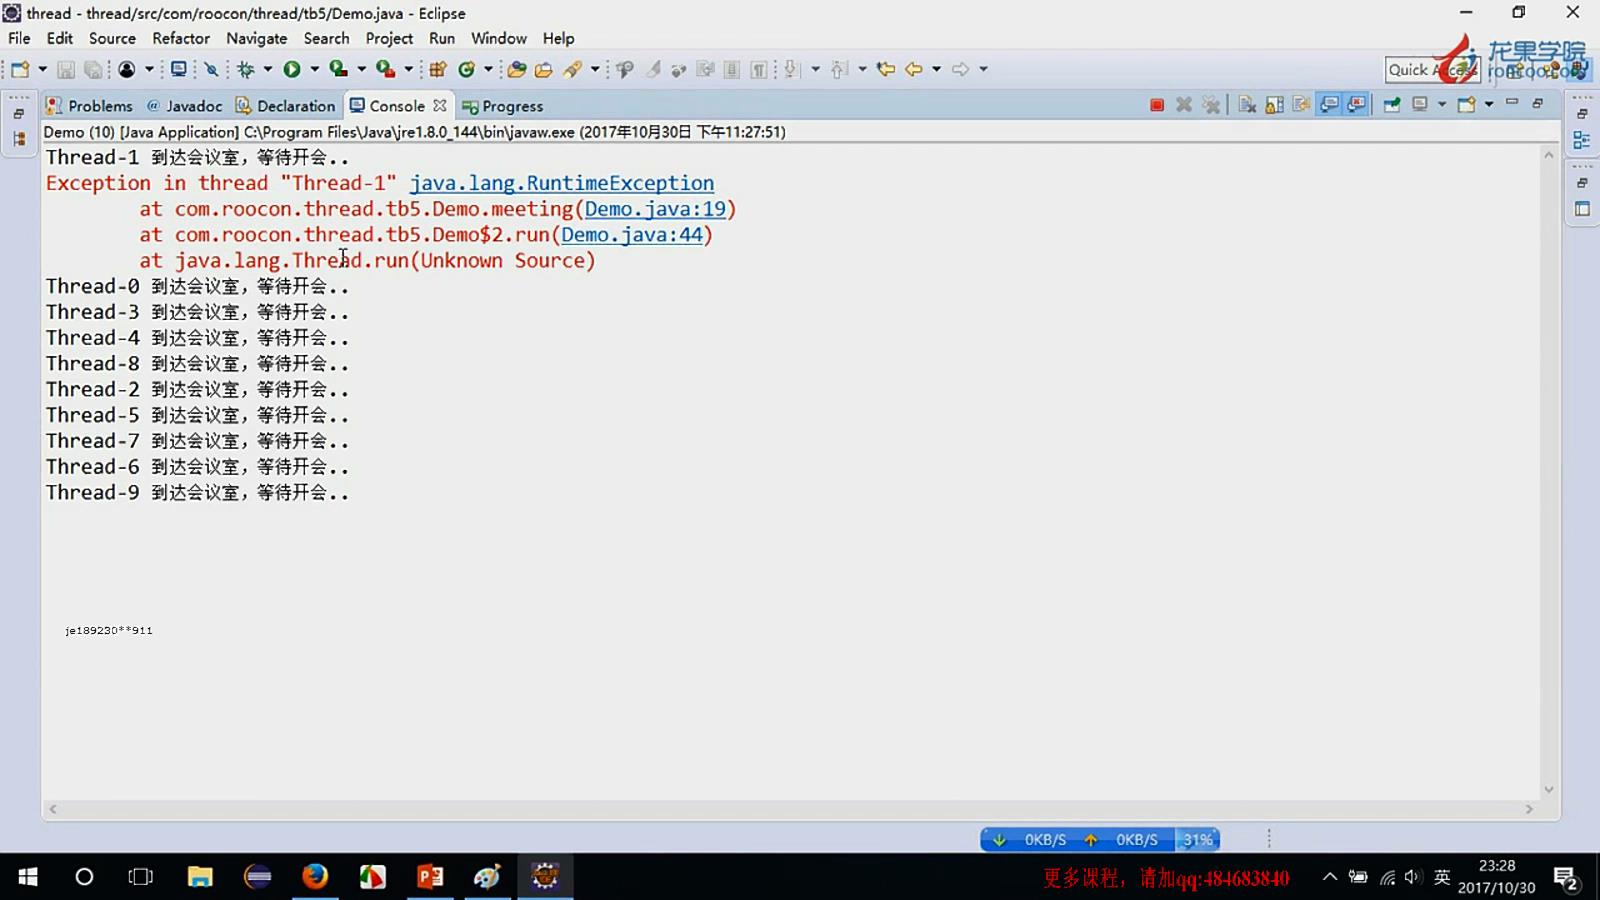 thread - thread/src/com/roocon/thread/tb5/Demo.java - Eclipse
File Edit Source Refactor Navigate Search Project Run Window Help
Quick Access
龙果学院
roncoo.com
Problems @ Javadoc Declaration Console Progress
Demo (10) [Java Application] C:\Program Files\Java\jre1.8.0_144\bin\javaw.exe (2017年10月30日 下午11:27:51)
Thread-1 到达会议室，等待开会..
Exception in thread "Thread-1" java.lang.RuntimeException
at com.roocon.thread.tb5.Demo.meeting(Demo.java:19)
at com.roocon.thread.tb5.Demo$2.run(Demo.java:44)
at java.lang.Thread.run(Unknown Source)
Thread-0 到达会议室，等待开会..
Thread-3 到达会议室，等待开会..
Thread-4 到达会议室，等待开会..
Thread-8 到达会议室，等待开会..
Thread-2 到达会议室，等待开会..
Thread-5 到达会议室，等待开会..
Thread-7 到达会议室，等待开会..
Thread-6 到达会议室，等待开会..
Thread-9 到达会议室，等待开会..
je189230**911
0KB/S 0KB/S 31%
更多课程，请加qq:484683840
英
23:28
2017/10/30
2